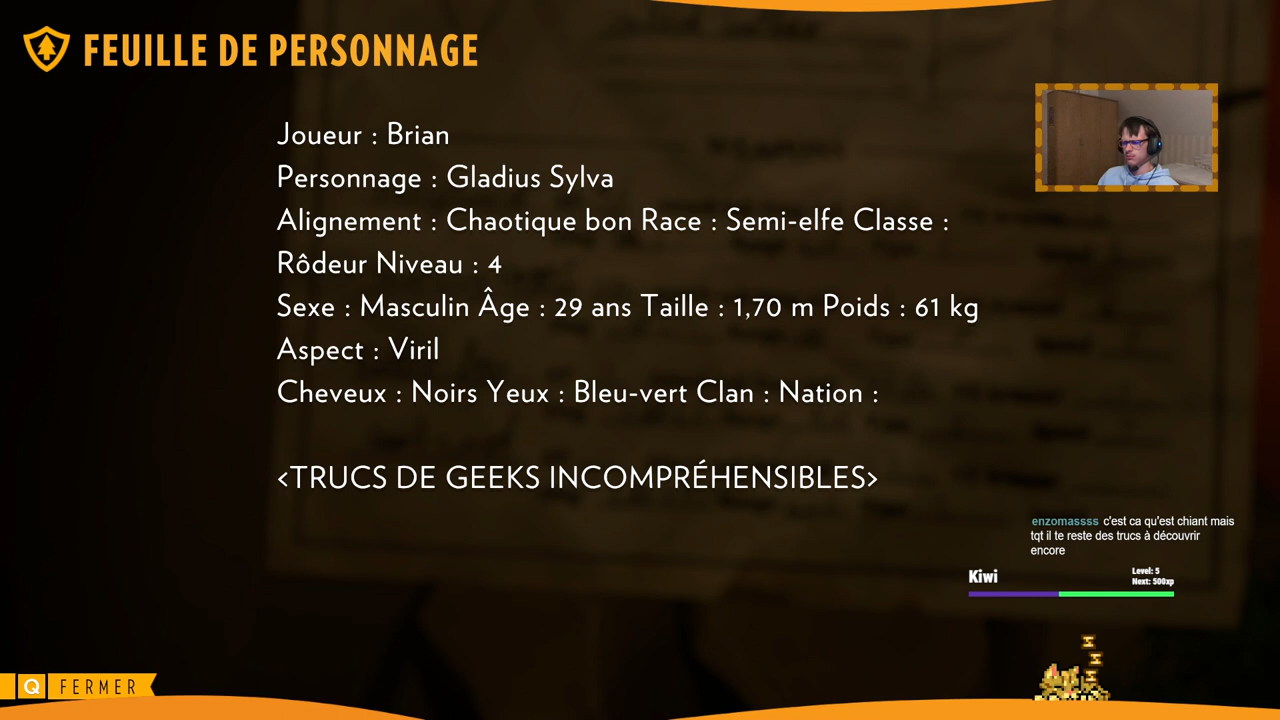 FEUILLE DE PERSONNAGE
Joueur : Brian
Personnage : Gladius Sylva
Alignement : Chaotique bon Race : Semi-elfe Classe :
Rôdeur Niveau : 4
Sexe : Masculin Âge : 29 ans Taille : 1,70 m Poids : 61 kg
Aspect : Viril
Cheveux : Noirs Yeux : Bleu-vert Clan : Nation :
<TRUCS DE GEEKS INCOMPRÉHENSIBLES>
enzomassss c'est ca qu'est chiant mais
tqt il te reste des trucs à découvrir
encore
Kiwi
Level: 5
Next: 500xp
Q FERMER